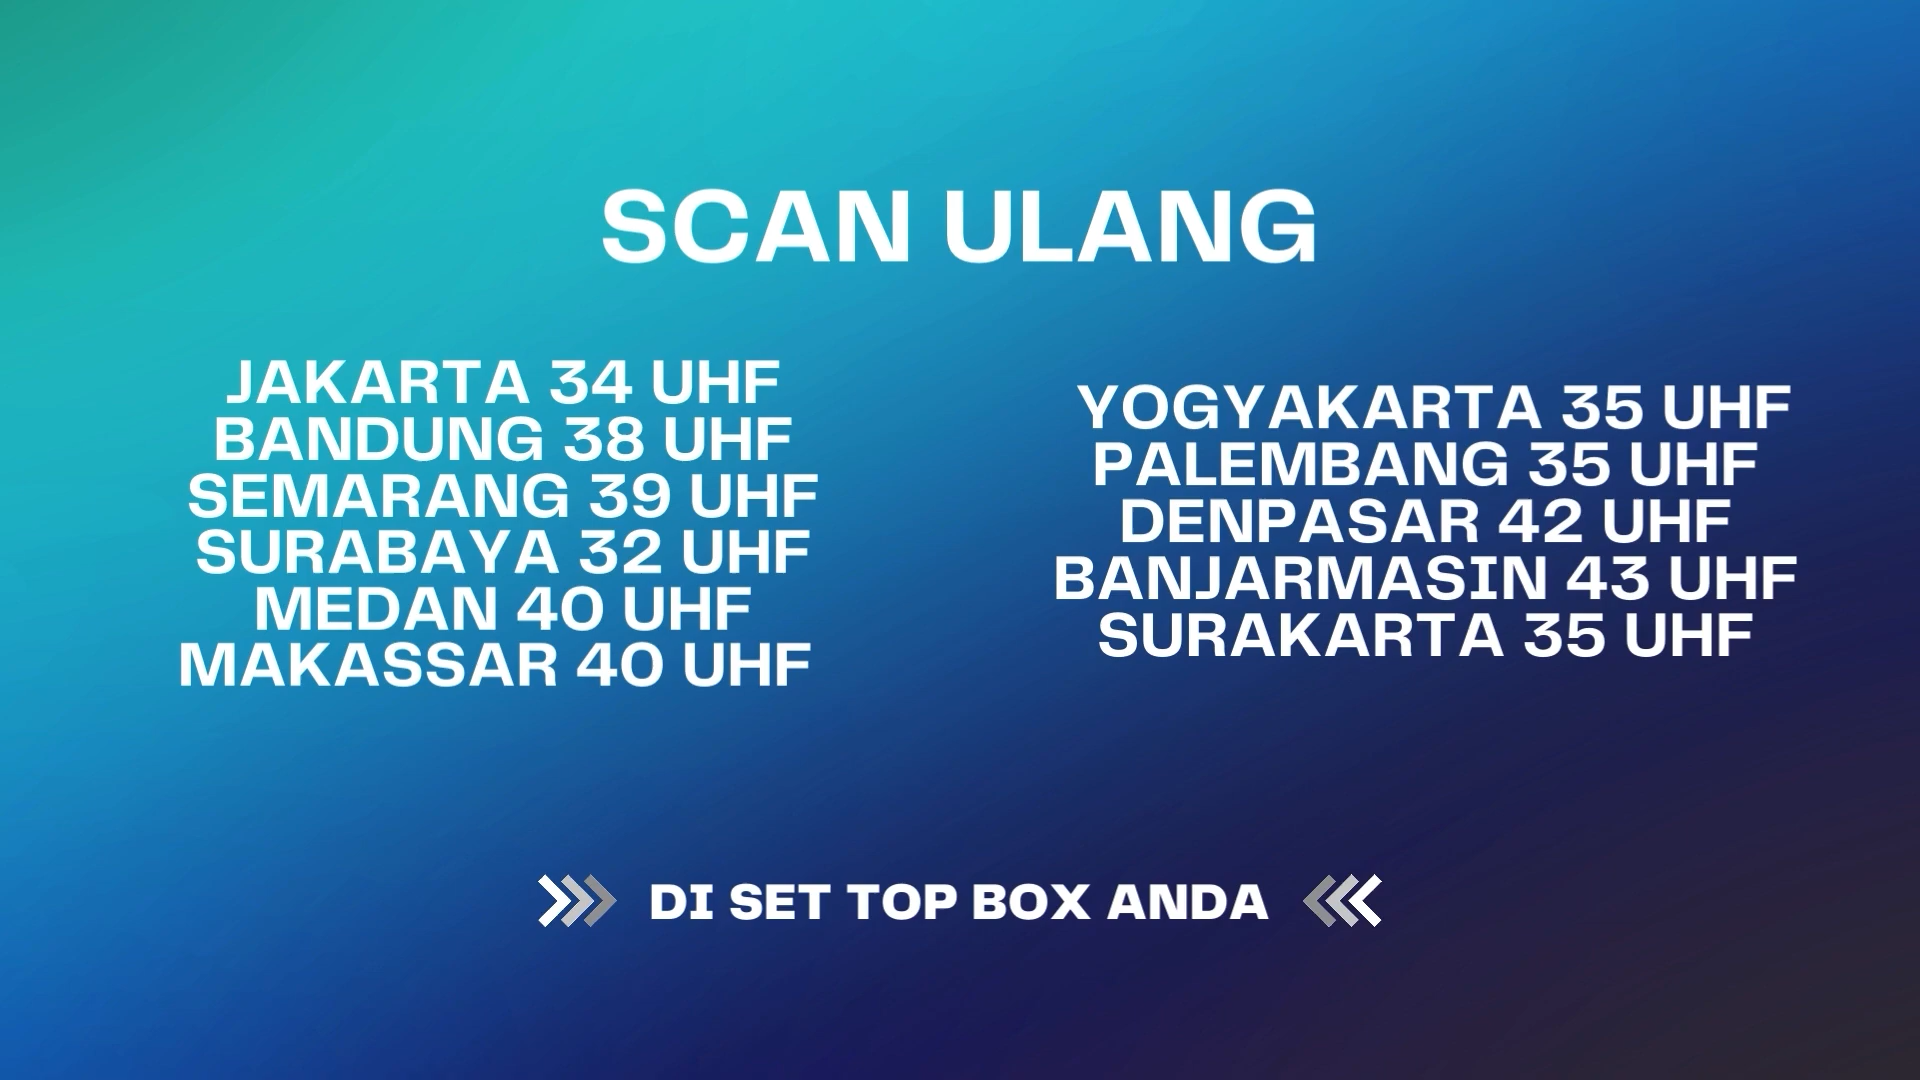 SCAN ULANG
JAKARTA 34 UHF
BANDUNG 38 UHF
SEMARANG 39 UHF
SURABAYA 32 UHF
MEDAN 40 UHF
MAKASSAR 40 UHF
YOGYAKARTA 35 UHF
PALEMBANG 35 UHF
DENPASAR 42 UHF
BANJARMASIN 43 UHF
SURAKARTA 35 UHF
DI SET TOP BOX ANDA